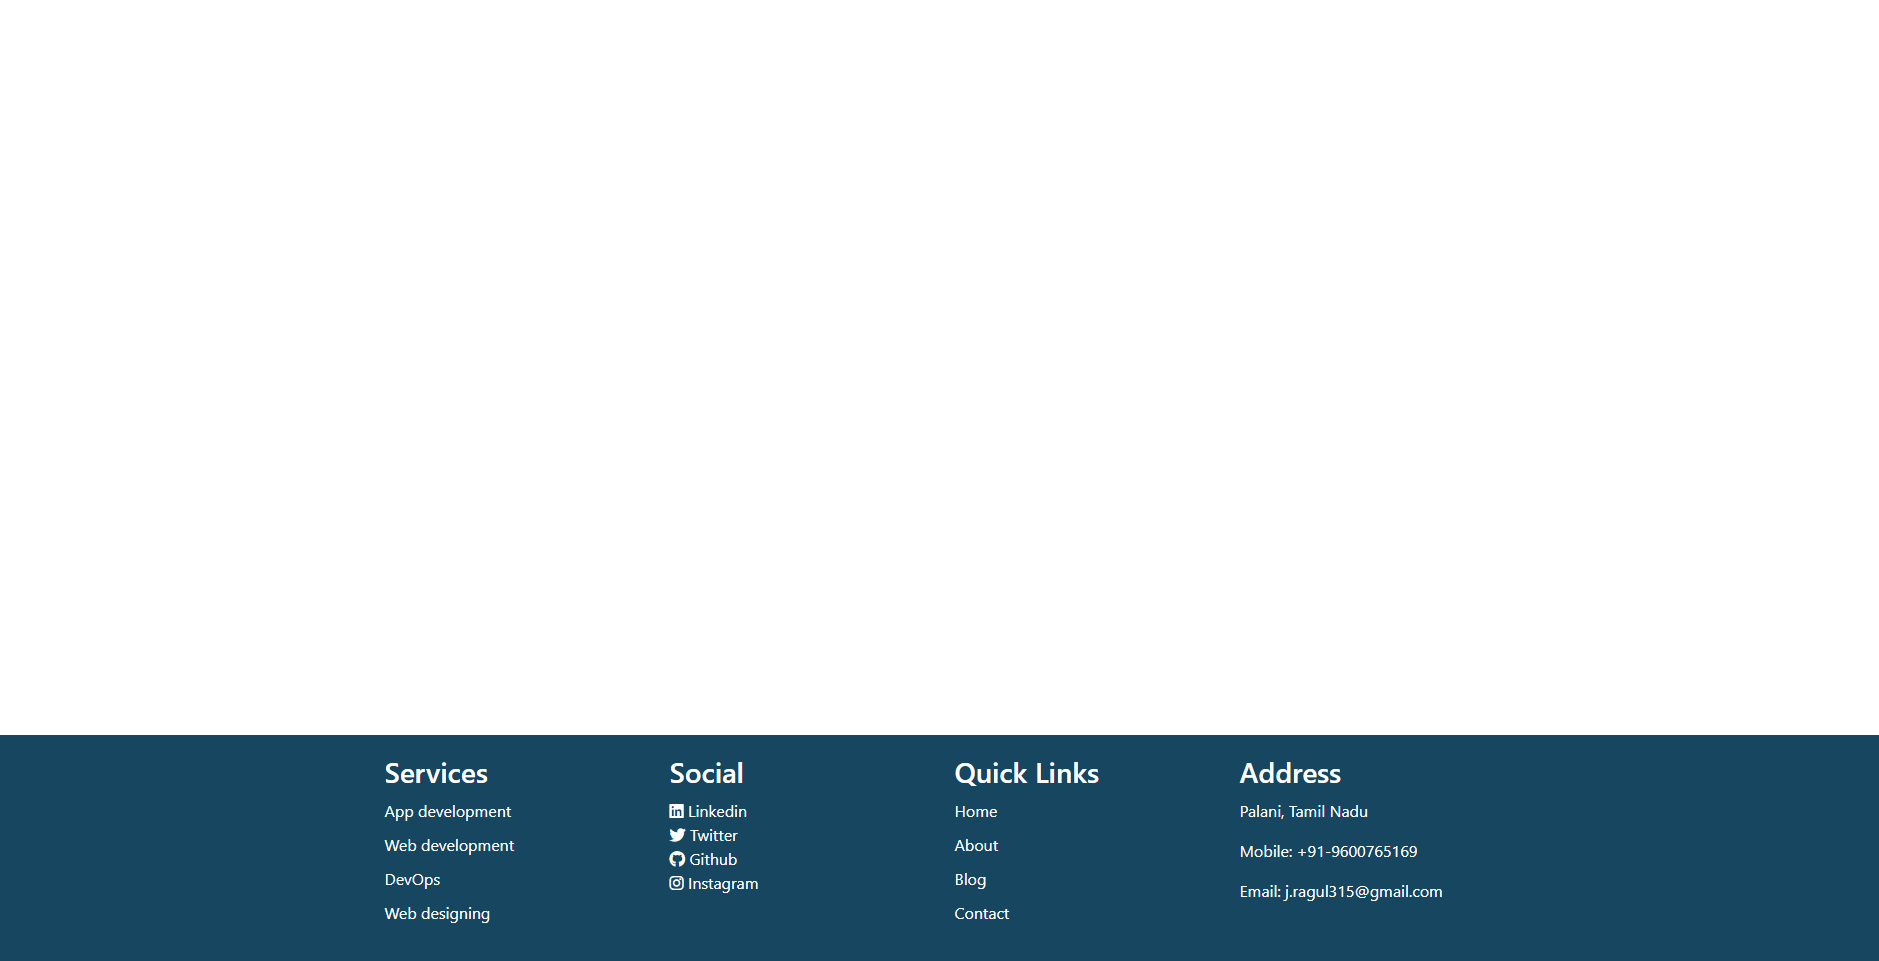 Services
App development
Web development
DevOps
Web designing
Social
Linkedin
Twitter
Github
Instagram
Quick Links
Home
About
Blog
Contact
Address
Palani, Tamil Nadu
Mobile: +91-9600765169
Email: j.ragul315@gmail.com